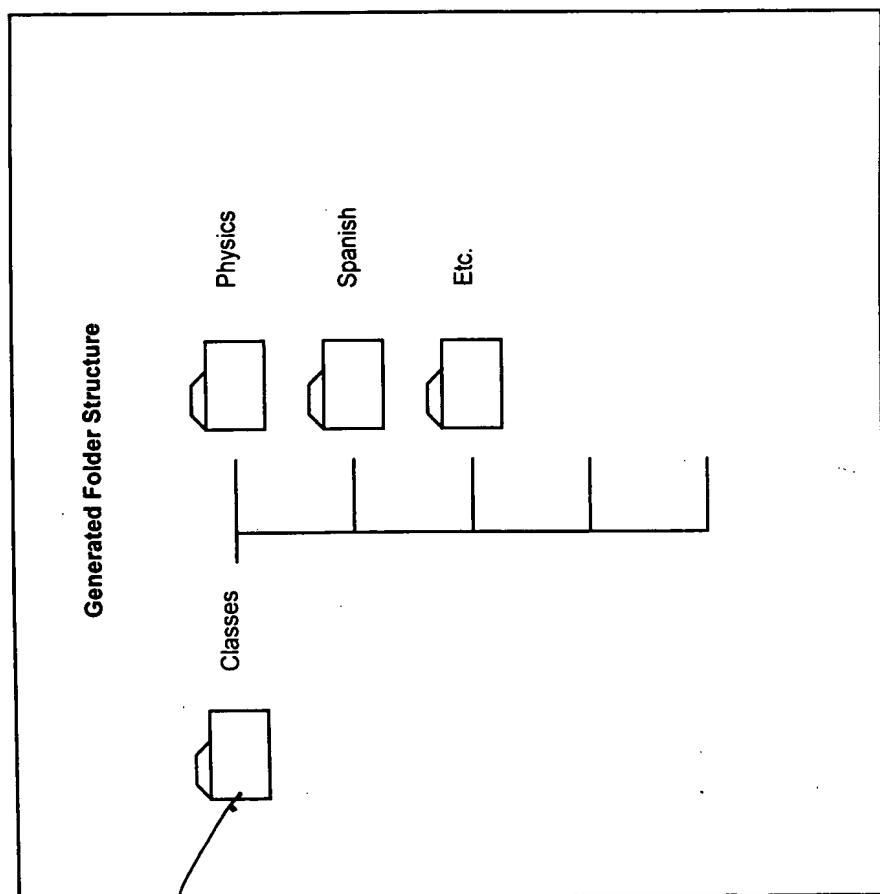 Generated Folder Structure
Classes
Physics
Spanish
Etc.